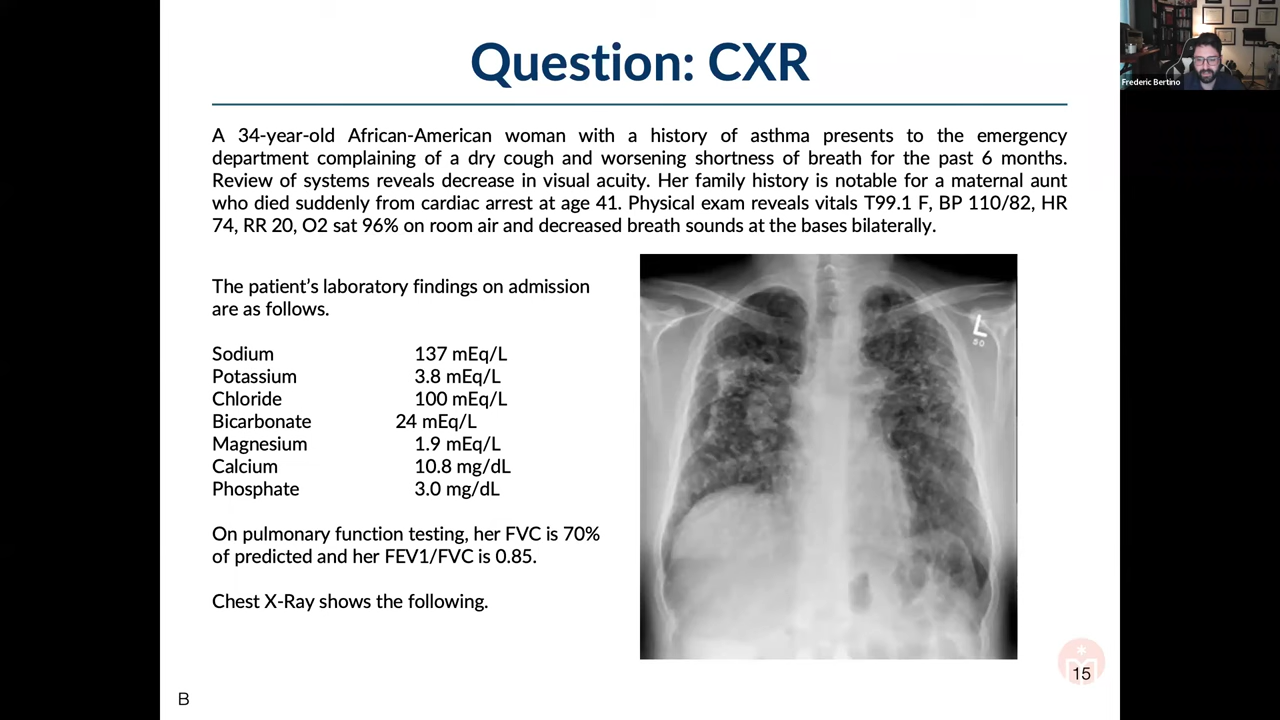 Question: CXR
Frederic Bertino
A 34-year-old African-American woman with a history of asthma presents to the emergency
department complaining of a dry cough and worsening shortness of breath for the past 6 months.
Review of systems reveals decrease in visual acuity. Her family history is notable for a maternal aunt
who died suddenly from cardiac arrest at age 41. Physical exam reveals vitals T99.1 F, BP 110/82, HR
74, RR 20, O2 sat 96% on room air and decreased breath sounds at the bases bilaterally.
The patient's laboratory findings on admission
are as follows.
Sodium 137 mEq/L
Potassium 3.8 mEq/L
Chloride 100 mEq/L
Bicarbonate 24 mEq/L
Magnesium 1.9 mEq/L
Calcium 10.8 mg/dL
Phosphate 3.0 mg/dL
On pulmonary function testing, her FVC is 70%
of predicted and her FEV1/FVC is 0.85.
Chest X-Ray shows the following.
L
15
B